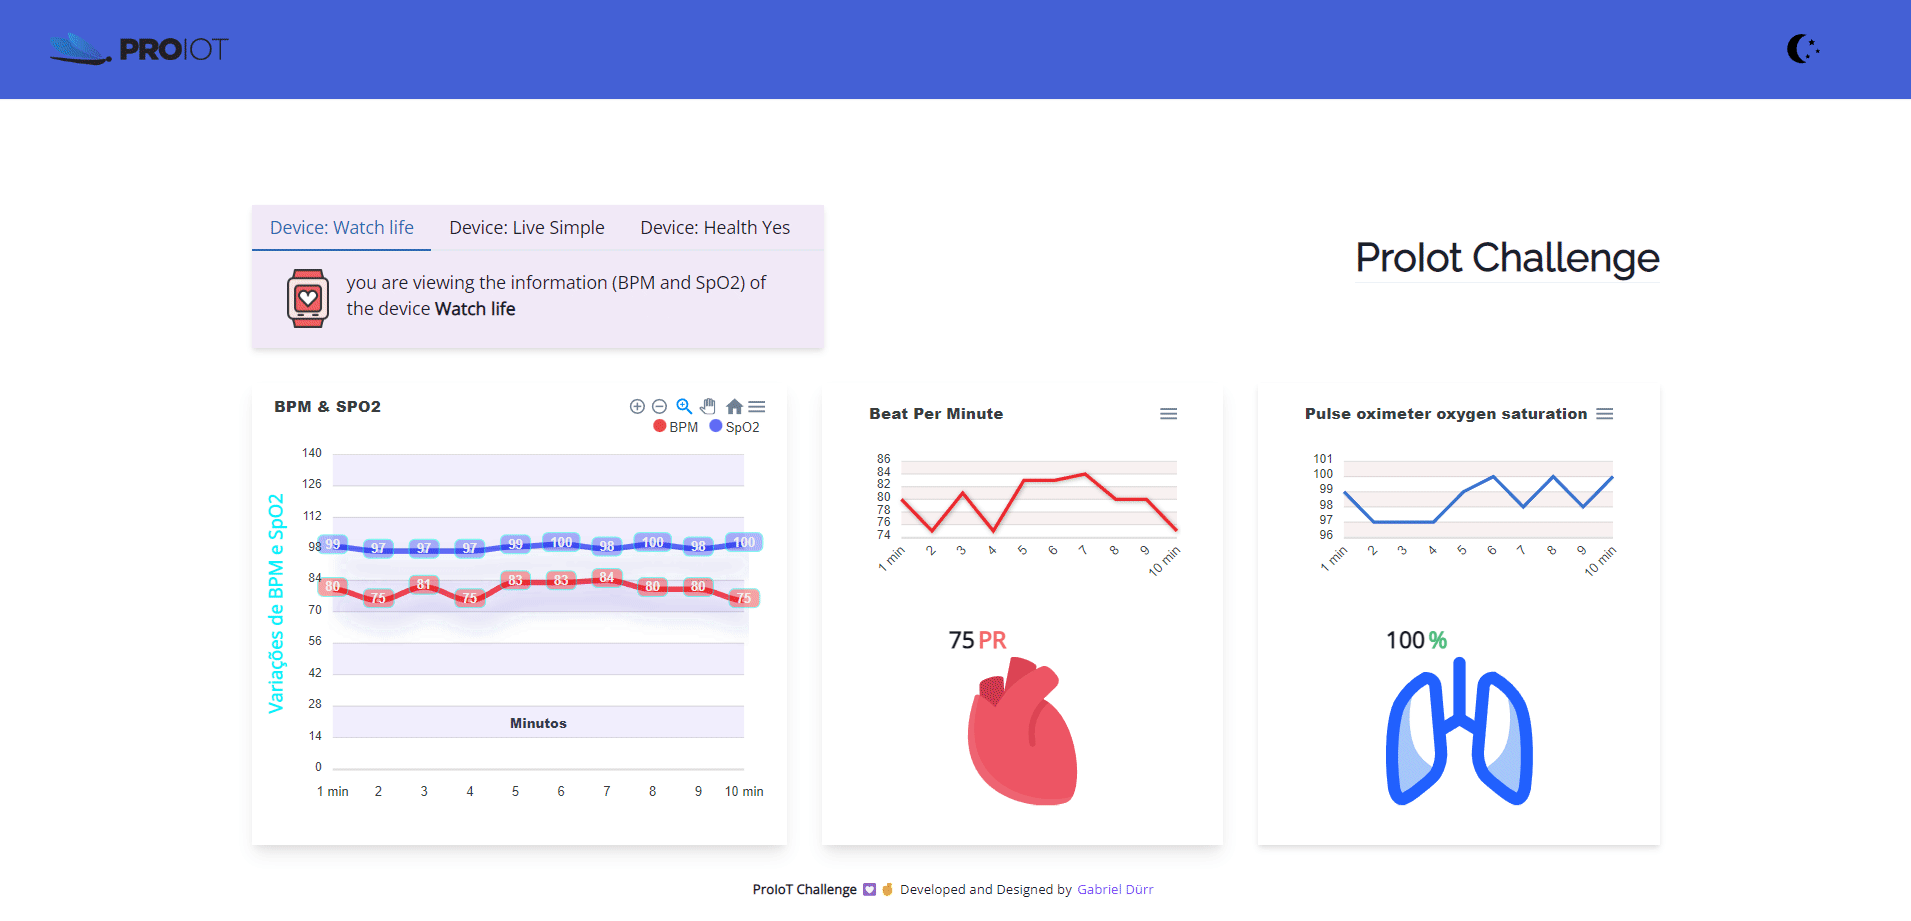 PROIOT
Device: Watch life
Device: Live Simple
Device: Health Yes
you are viewing the information (BPM and SpO2) of
the device Watch life
ProIot Challenge
BPM & SPO2
BPM
SpO2
Variações de BPM e SpO2
140
126
112
98
84
70
56
42
28
14
0
99 97 97 97 99 100 98 100 98 100
80 75 81 75 83 83 84 80 80 75
Minutos
1 min 2 3 4 5 6 7 8 9 10 min
Beat Per Minute
86
84
82
80
78
76
74
1 min 2 3 4 5 6 7 8 9 10 min
75 PR
Pulse oximeter oxygen saturation
101
100
99
98
97
96
1 min 2 3 4 5 6 7 8 9 10 min
100 %
ProIoT Challenge Developed and Designed by Gabriel Dürr